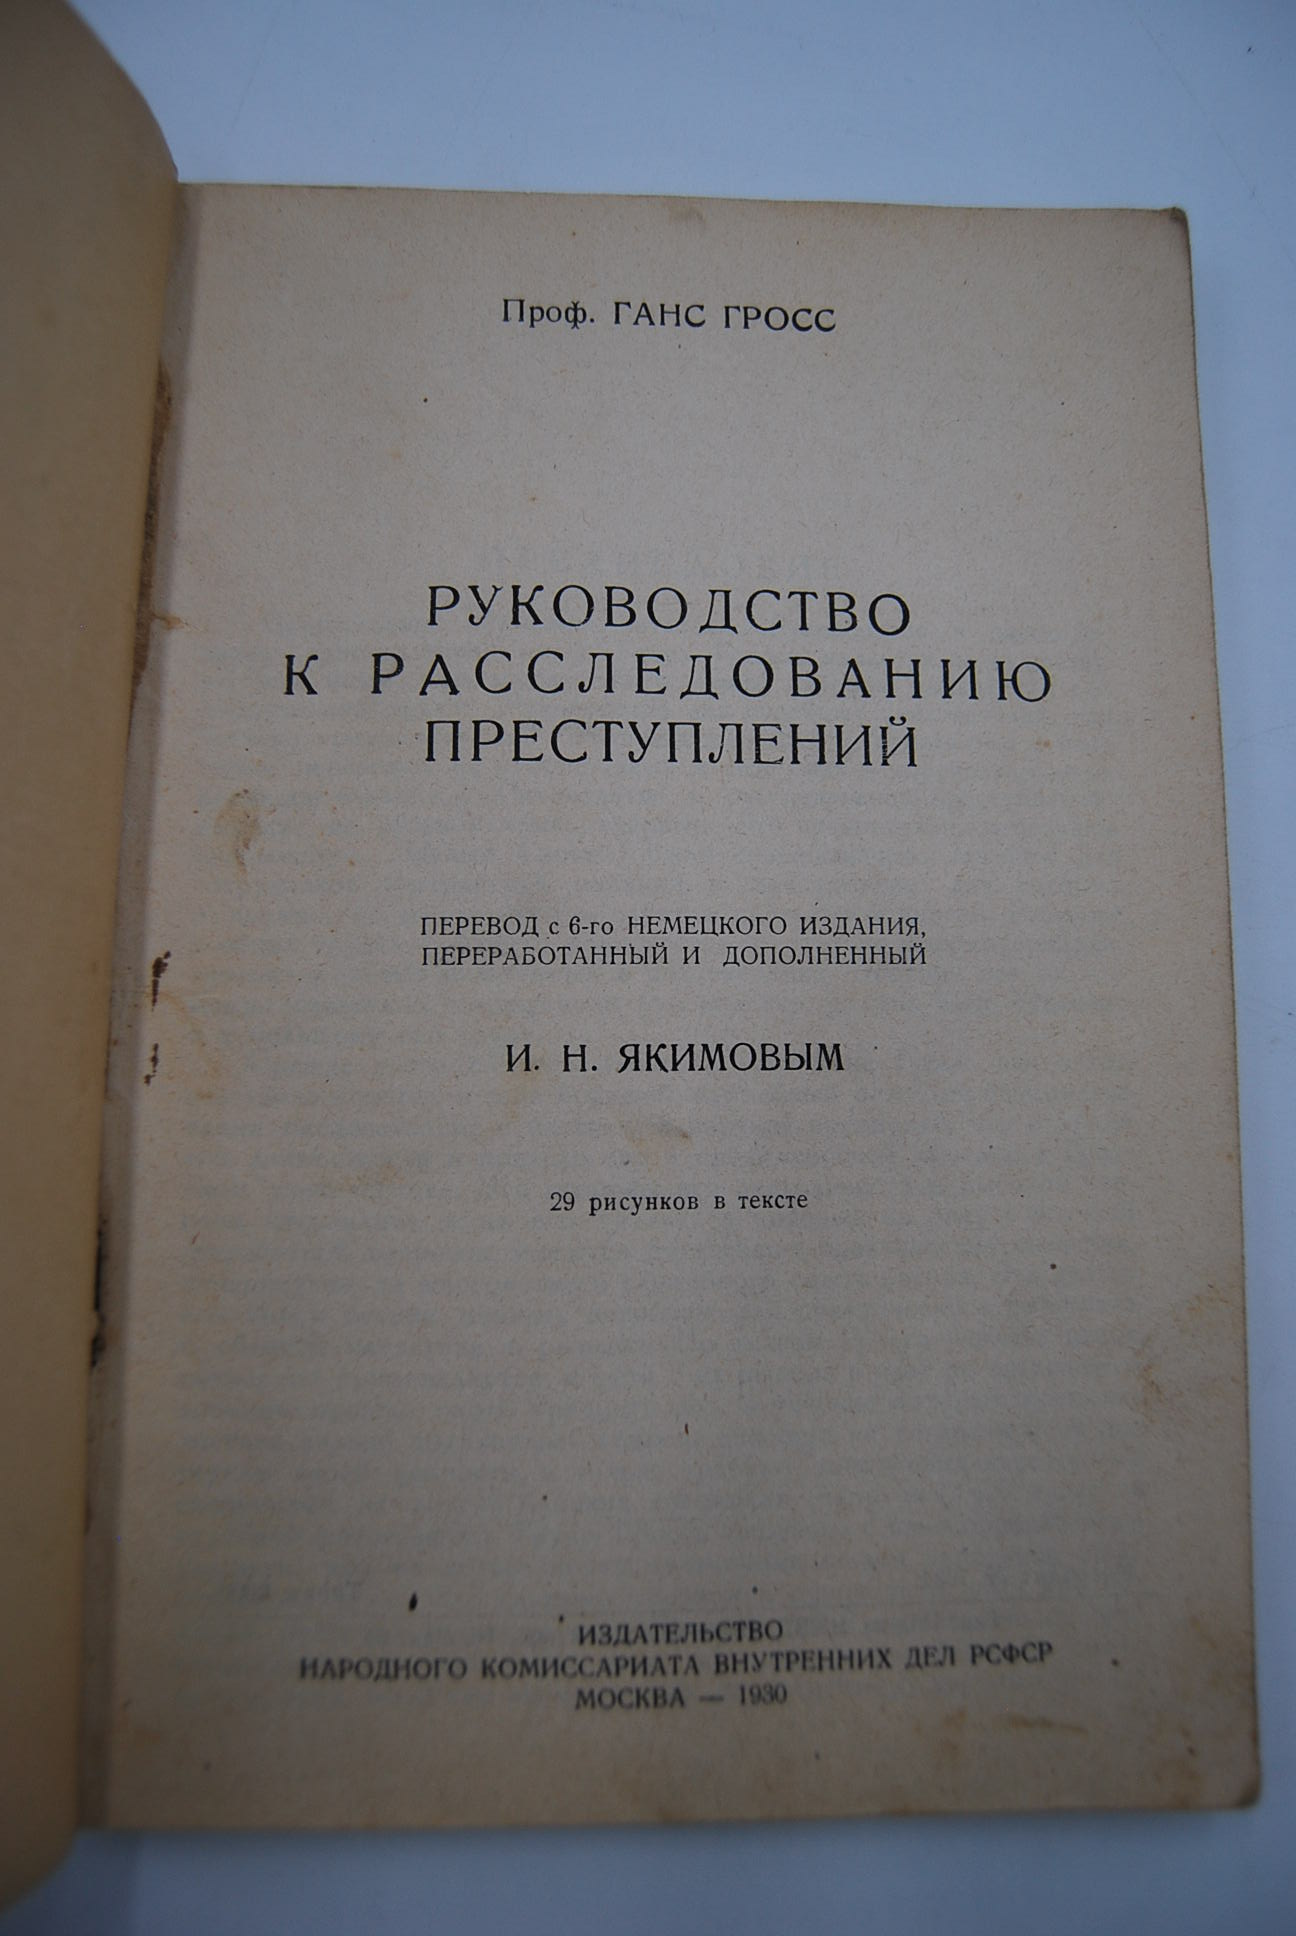 Проф. ГАНС ГРОСС
РУКОВОДСТВО
К РАССЛЕДОВАНИЮ
ПРЕСТУПЛЕНИЙ
ПЕРЕВОД с 6-го НЕМЕЦКОГО ИЗДАНИЯ,
ПЕРЕРАБОТАННЫЙ И ДОПОЛНЕННЫЙ
И. Н. ЯКИМОВЫМ
29 рисунков в тексте
ИЗДАТЕЛЬСТВО
НАРОДНОГО КОМИССАРИАТА ВНУТРЕННИХ ДЕЛ РСФСР
МОСКВА — 1930